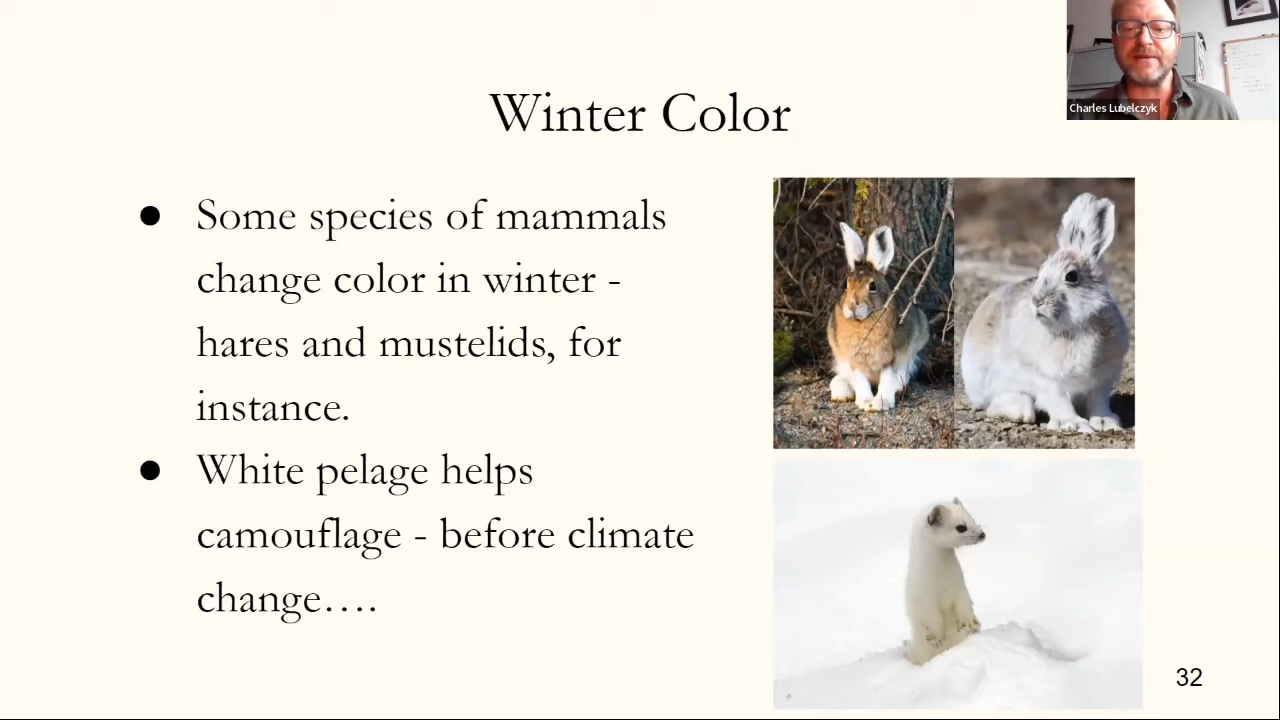 Charles Lubelczyk
Winter Color
● Some species of mammals
change color in winter -
hares and mustelids, for
instance.
● White pelage helps
camouflage - before climate
change….
32